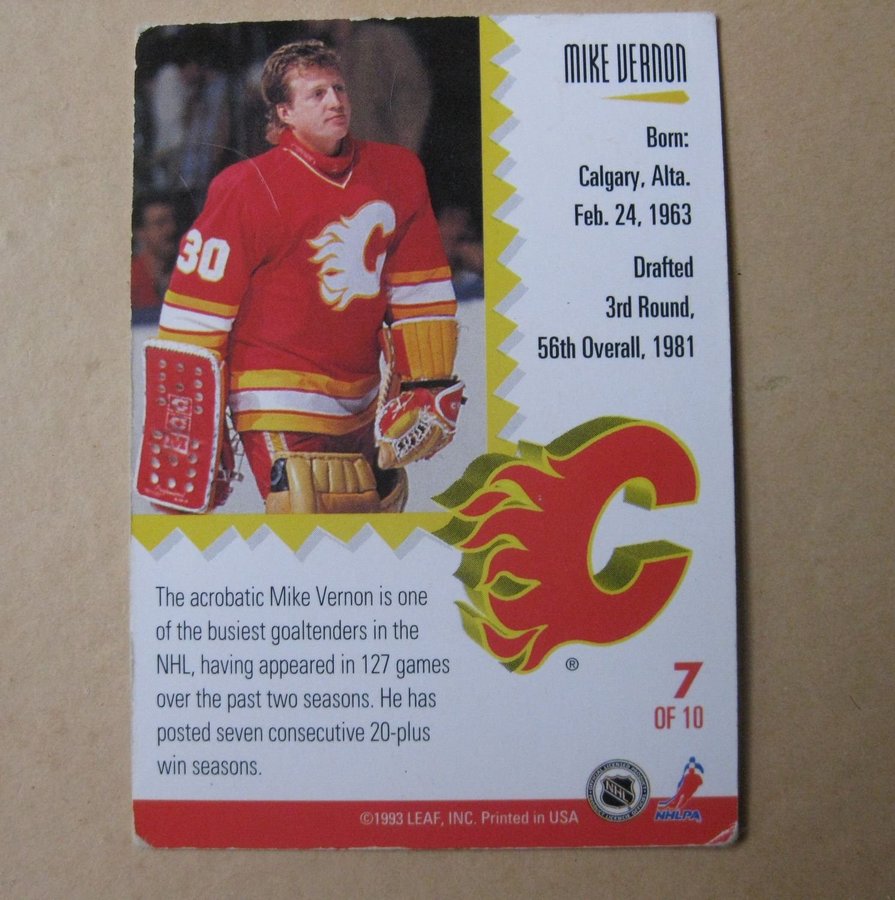 MIKE VERNON
Born:
Calgary, Alta.
Feb. 24, 1963
Drafted
3rd Round,
56th Overall, 1981
30
C
C
®
The acrobatic Mike Vernon is one
of the busiest goaltenders in the
NHL, having appeared in 127 games
over the past two seasons. He has
posted seven consecutive 20-plus
win seasons.
7
OF 10
NHL
NHLPA
©1993 LEAF, INC. Printed in USA